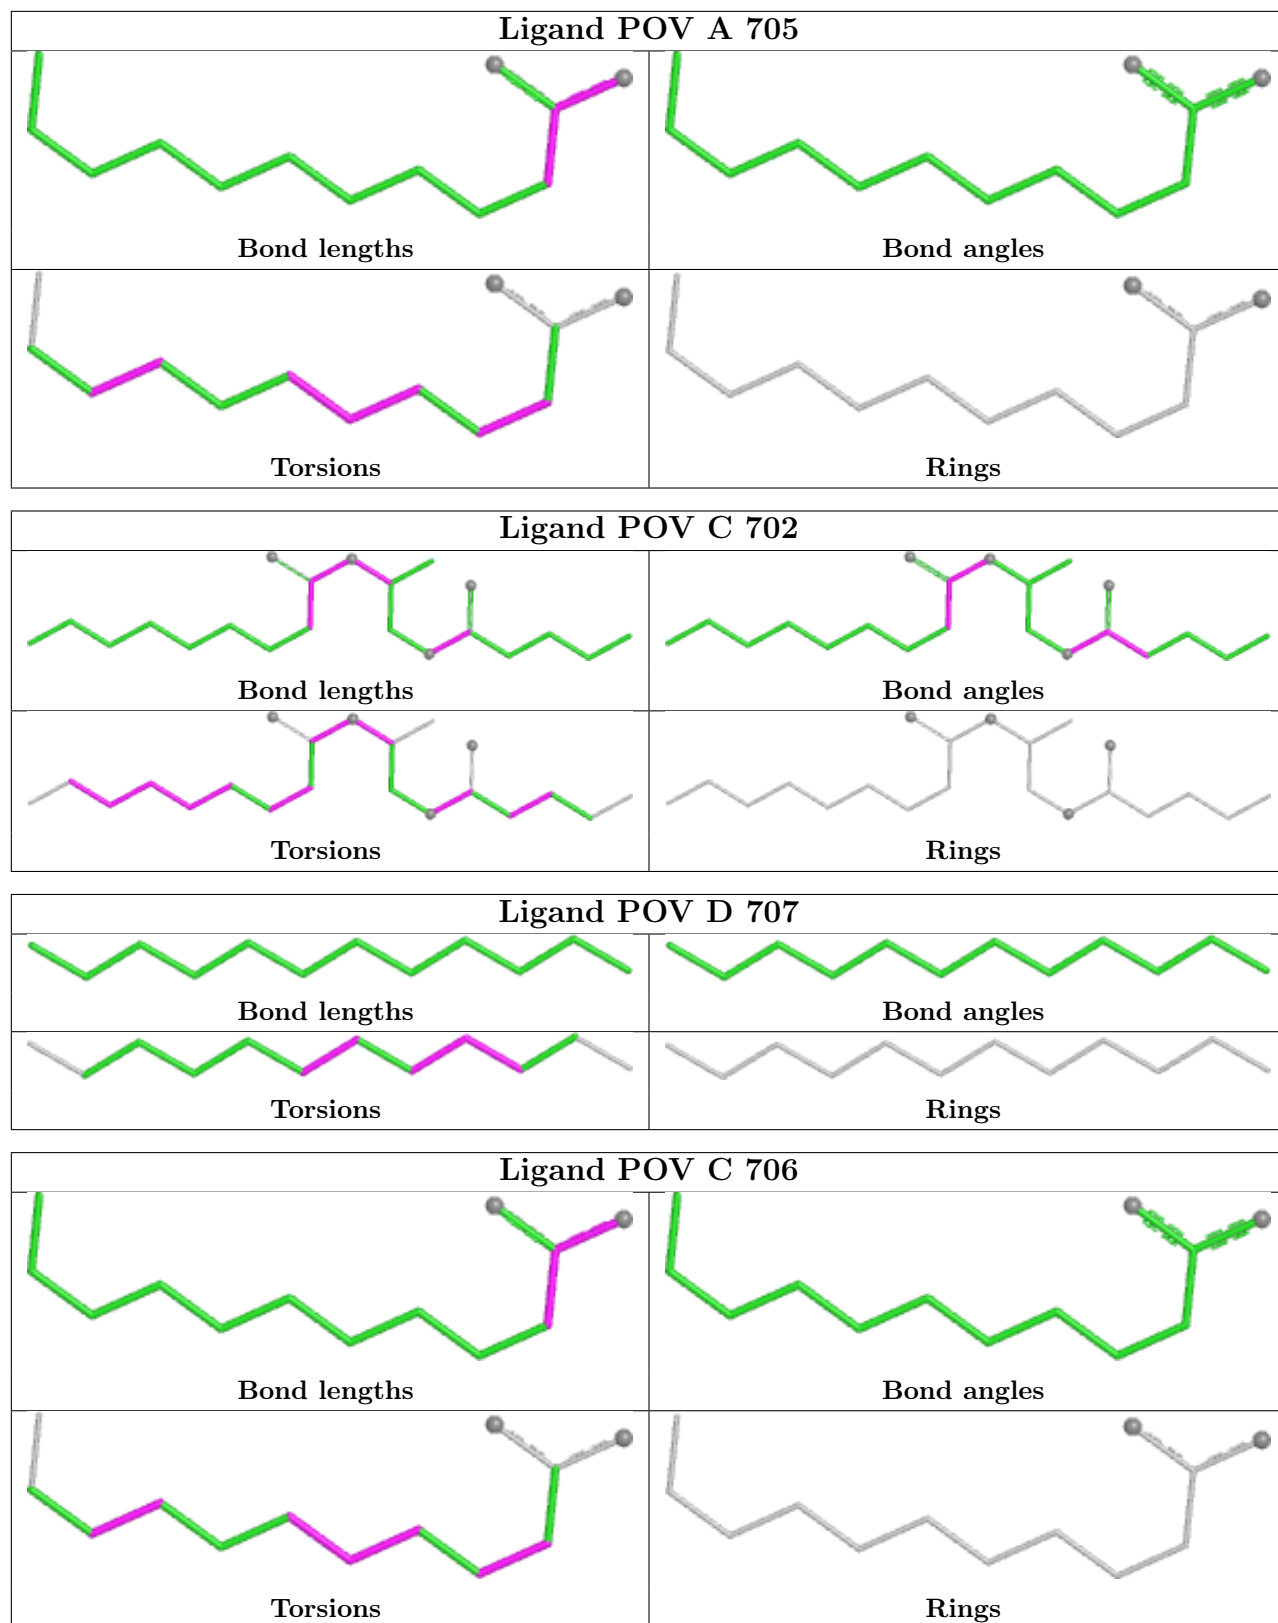 Ligand POV A 705
Bond lengths
Bond angles
Torsions
Rings
Ligand POV C 702
Bond lengths
Bond angles
Torsions
Rings
Ligand POV D 707
Bond lengths
Bond angles
Torsions
Rings
Ligand POV C 706
Bond lengths
Bond angles
Torsions
Rings